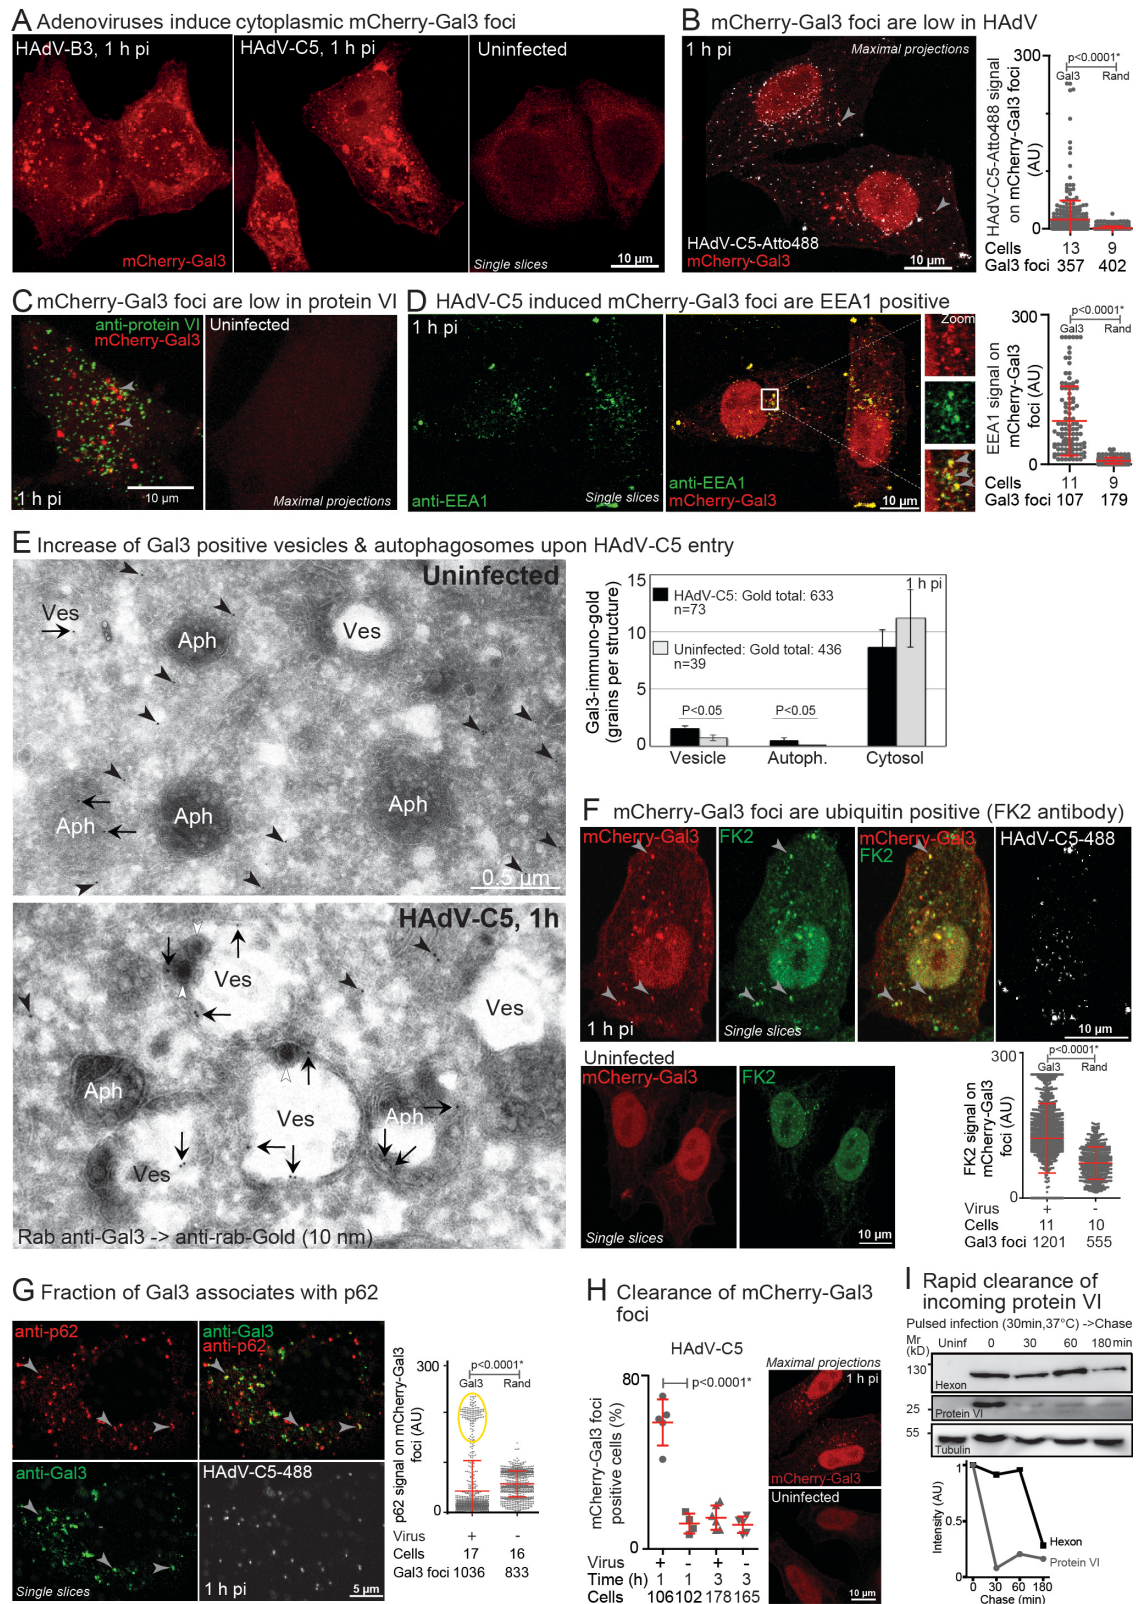 A Adenoviruses induce cytoplasmic mCherry-Gal3 foci
HAdV-B3, 1 h pi
HAdV-C5, 1 h pi
Uninfected
mCherry-Gal3
Single slices
10 µm
B mCherry-Gal3 foci are low in HAdV
1 h pi
Maximal projections
HAdV-C5-Atto488
mCherry-Gal3
10 µm
HAdV-C5-Atto488 signal
on mCherry-Gal3 foci
(AU)
300
p<0.0001*
Gal3 Rand
0
Cells 13 9
Gal3 foci 357 402
C mCherry-Gal3 foci are low in protein VI
anti-protein VI
mCherry-Gal3
Uninfected
1 h pi
10 µm
Maximal projections
D HAdV-C5 induced mCherry-Gal3 foci are EEA1 positive
1 h pi
anti-EEA1
Single slices
anti-EEA1
mCherry-Gal3
10 µm
Zoom
EEA1 signal on
mCherry-Gal3
foci (AU)
300
p<0.0001*
Gal3 Rand
0
Cells 11 9
Gal3 foci 107 179
E Increase of Gal3 positive vesicles & autophagosomes upon HAdV-C5 entry
Uninfected
Ves
Aph
Ves
Aph
Aph
Aph
0.5 µm
HAdV-C5, 1h
Ves
Ves
Aph
Ves
Aph
Ves
Rab anti-Gal3 -> anti-rab-Gold (10 nm)
Gal3-immuno-gold
(grains per structure)
15
10
5
0
1 h pi
HAdV-C5: Gold total: 633
n=73
Uninfected: Gold total: 436
n=39
P<0.05
P<0.05
Vesicle Autoph. Cytosol
F mCherry-Gal3 foci are ubiquitin positive (FK2 antibody)
mCherry-Gal3
FK2
mCherry-Gal3
FK2
HAdV-C5-488
1 h pi
Single slices
10 µm
Uninfected
mCherry-Gal3
FK2
Single slices
10 µm
FK2 signal on
mCherry-Gal3
foci (AU)
300
p<0.0001*
Gal3 Rand
0
Virus + -
Cells 11 10
Gal3 foci 1201 555
G Fraction of Gal3 associates with p62
anti-p62
anti-Gal3
anti-p62
anti-Gal3
HAdV-C5-488
Single slices
1 h pi
5 µm
p62 signal on mCherry-Gal3
foci (AU)
300
p<0.0001*
Gal3 Rand
0
Virus + -
Cells 17 16
Gal3 foci 1036 833
H Clearance of mCherry-Gal3
foci
HAdV-C5
mCherry-Gal3 foci
positive cells (%)
80
p<0.0001*
0
Virus + - + -
Time (h) 1 1 3 3
Cells 106 102 178 165
Maximal projections
1 h pi
mCherry-Gal3
Uninfected
10 µm
I Rapid clearance of
incoming protein VI
Pulsed infection (30min,37°C) ->Chase
Mr
(kD)
Uninf 0 30 60 180 min
130
Hexon
25
Protein VI
55
Tubulin
Intensity (AU)
1
0.5
0
Hexon
Protein VI
0 30 60 180
Chase (min)